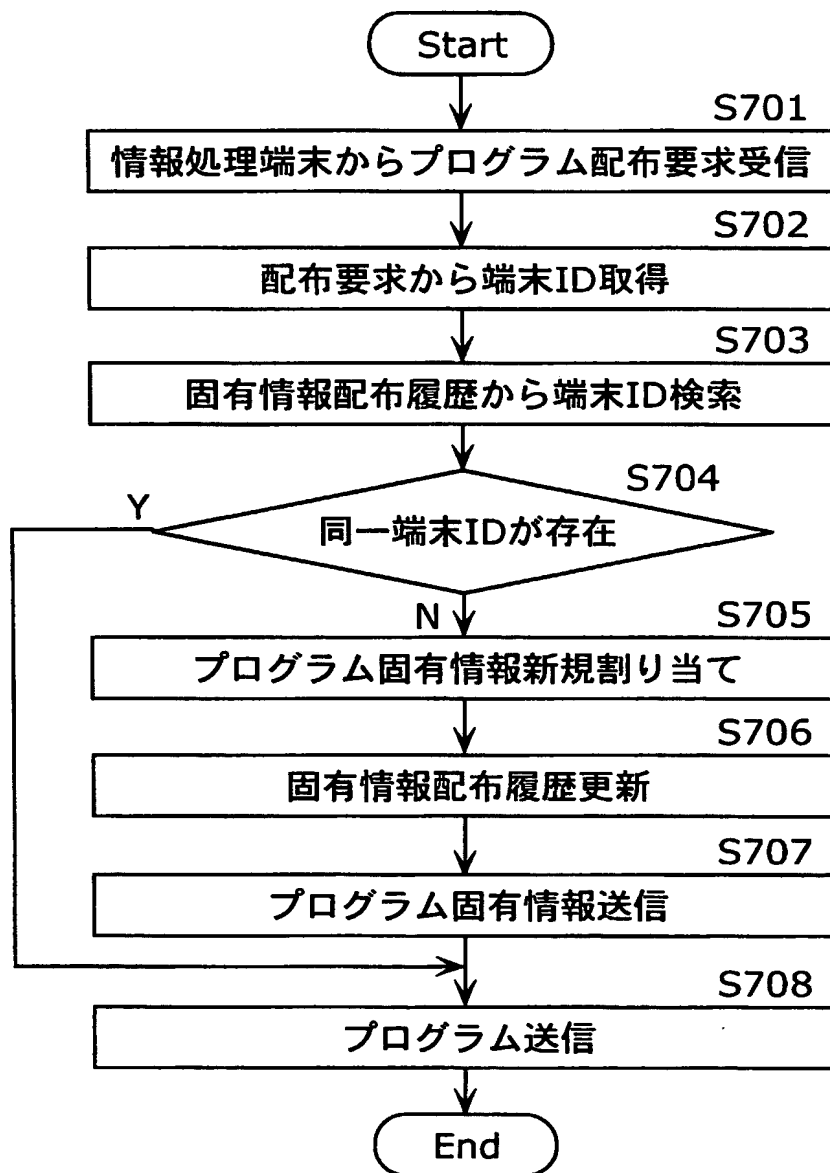 Start
S701
情報処理端末からプログラム配布要求受信
S702
配布要求から端末ID取得
S703
固有情報配布履歴から端末ID検索
S704
Y
同一端末IDが存在
N
S705
プログラム固有情報新規割り当て
S706
固有情報配布履歴更新
S707
プログラム固有情報送信
S708
プログラム送信
End